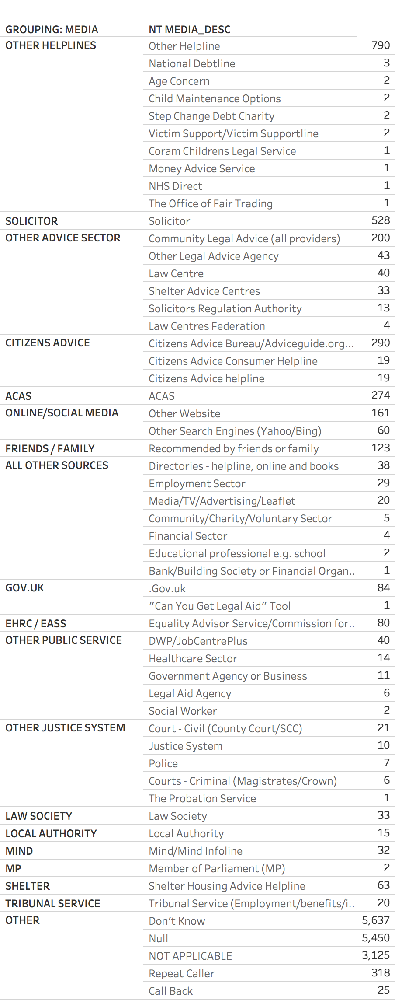 GROUPING: MEDIA NT MEDIA_DESC
OTHER HELPLINES Other Helpline 790
National Debtline 3
Age Concern 2
Child Maintenance Options 2
Step Change Debt Charity 2
Victim Support/Victim Supportline 2
Coram Childrens Legal Service 1
Money Advice Service 1
NHS Direct 1
The Office of Fair Trading 1
SOLICITOR Solicitor 528
OTHER ADVICE SECTOR Community Legal Advice (all providers) 200
Other Legal Advice Agency 43
Law Centre 40
Shelter Advice Centres 33
Solicitors Regulation Authority 13
Law Centres Federation 4
CITIZENS ADVICE Citizens Advice Bureau/Adviceguide.org... 290
Citizens Advice Consumer Helpline 19
Citizens Advice helpline 19
ACAS ACAS 274
ONLINE/SOCIAL MEDIA Other Website 161
Other Search Engines (Yahoo/Bing) 60
FRIENDS / FAMILY Recommended by friends or family 123
ALL OTHER SOURCES Directories - helpline, online and books 38
Employment Sector 29
Media/TV/Advertising/Leaflet 20
Community/Charity/Voluntary Sector 5
Financial Sector 4
Educational professional e.g. school 2
Bank/Building Society or Financial Organ.. 1
GOV.UK .Gov.uk 84
"Can You Get Legal Aid" Tool 1
EHRC / EASS Equality Advisor Service/Commission for.. 80
OTHER PUBLIC SERVICE DWP/JobCentrePlus 40
Healthcare Sector 14
Government Agency or Business 11
Legal Aid Agency 6
Social Worker 2
OTHER JUSTICE SYSTEM Court - Civil (County Court/SCC) 21
Justice System 10
Police 7
Courts - Criminal (Magistrates/Crown) 6
The Probation Service 1
LAW SOCIETY Law Society 33
LOCAL AUTHORITY Local Authority 15
MIND Mind/Mind Infoline 32
MP Member of Parliament (MP) 2
SHELTER Shelter Housing Advice Helpline 63
TRIBUNAL SERVICE Tribunal Service (Employment/benefits/i.. 20
OTHER Don't Know 5,637
Null 5,450
NOT APPLICABLE 3,125
Repeat Caller 318
Call Back 25